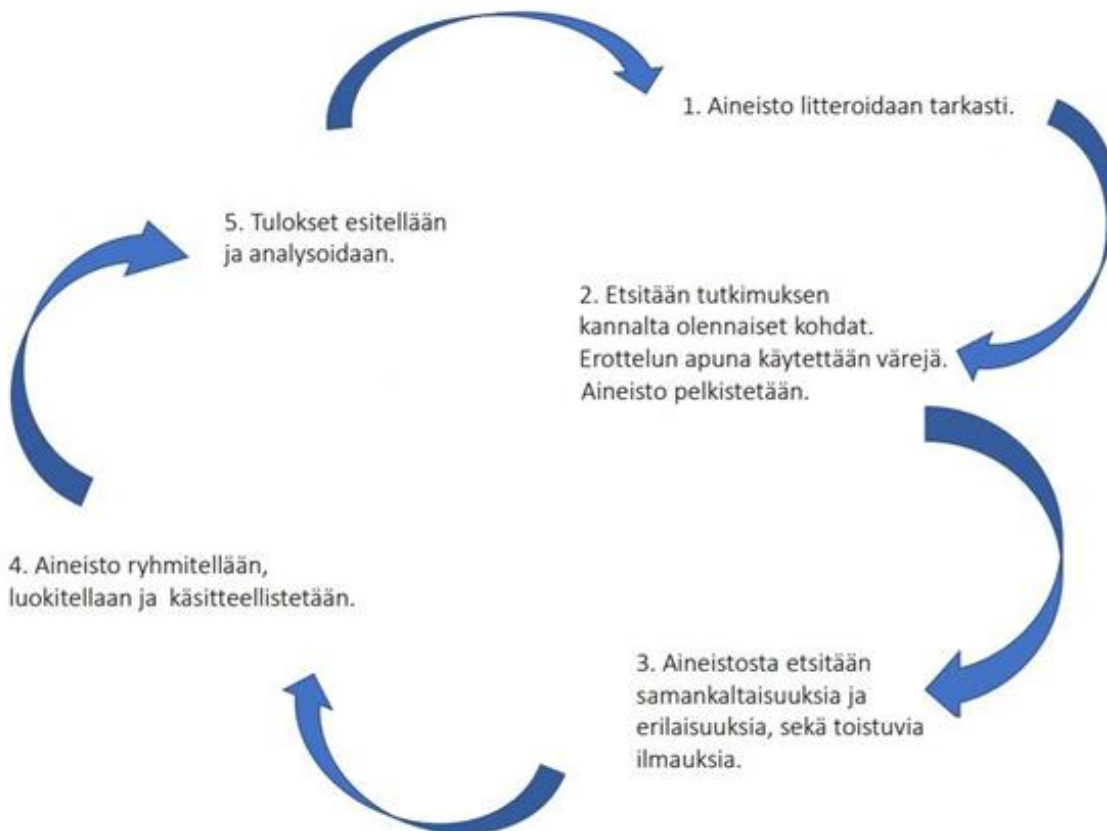 1. Aineisto litteroidaan tarkasti.
2. Etsitään tutkimuksen
kannalta olennaiset kohdat.
Erottelun apuna käytettään värejä.
Aineisto pelkistetään.
3. Aineistosta etsitään
samankaltaisuuksia ja
erilaisuuksia, sekä toistuvia
ilmauksia.
4. Aineisto ryhmitellään,
luokitellaan ja käsitteellistetään.
5. Tulokset esitellään
ja analysoidaan.